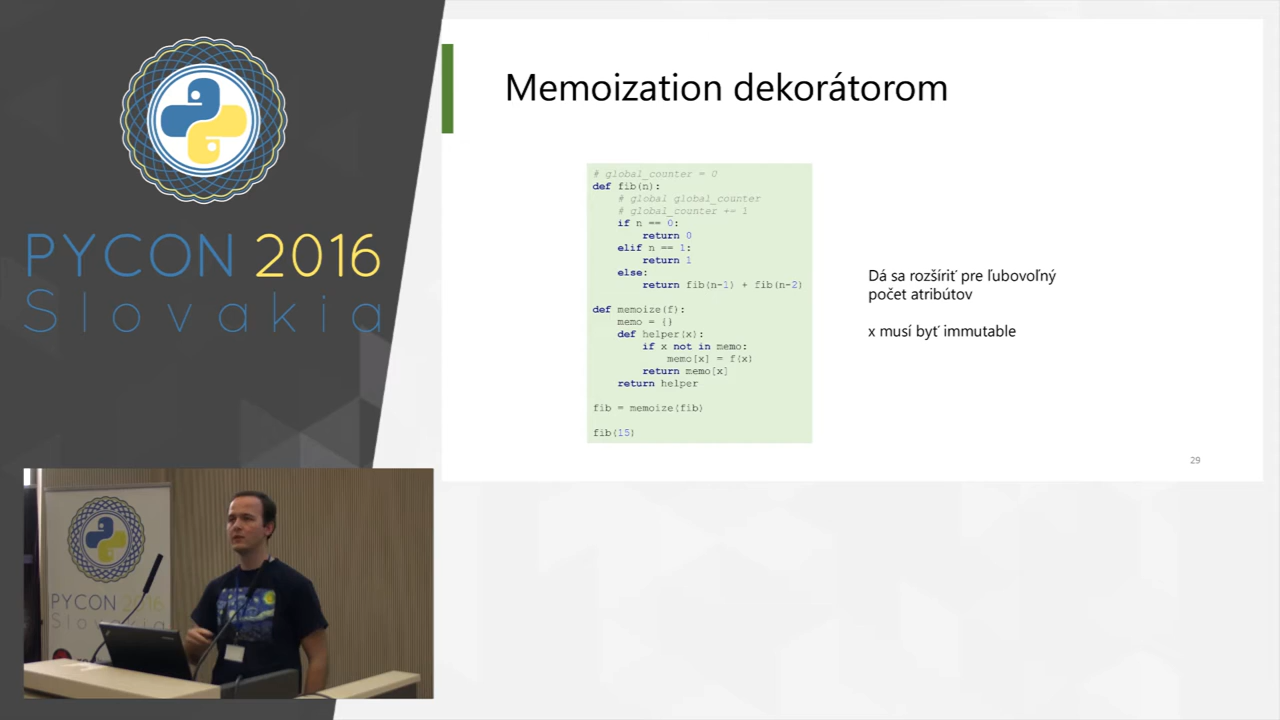 PYCON 2016
Slovakia
Memoization dekorátorom
# global_counter = 0
def fib(n):
    # global global_counter
    # global_counter += 1
    if n == 0:
        return 0
    elif n == 1:
        return 1
    else:
        return fib(n-1) + fib(n-2)
def memoize(f):
    memo = {}
    def helper(x):
        if x not in memo:
            memo[x] = f(x)
        return memo[x]
    return helper
fib = memoize(fib)
fib(15)
Dá sa rozšíriť pre ľubovoľný
počet atribútov
x musí byť immutable
29
PYCON 2016
Slovakia